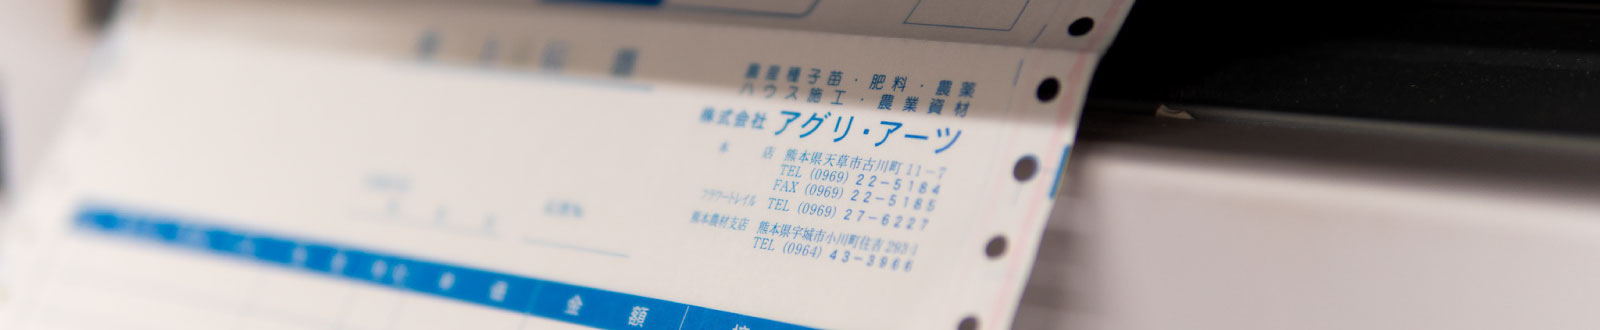 農産種子苗・肥料・農薬
ハウス施工・農業資材
株式会社 アグリ・アーツ
本 店 熊本県天草市古川町 11-7
TEL (0969) 22-5184
FAX (0969) 22-5185
フラワートレイル TEL (0969) 27-6227
熊本農材支店 熊本県宇城市小川町住吉 293-1
TEL (0964) 43-3966
金 額